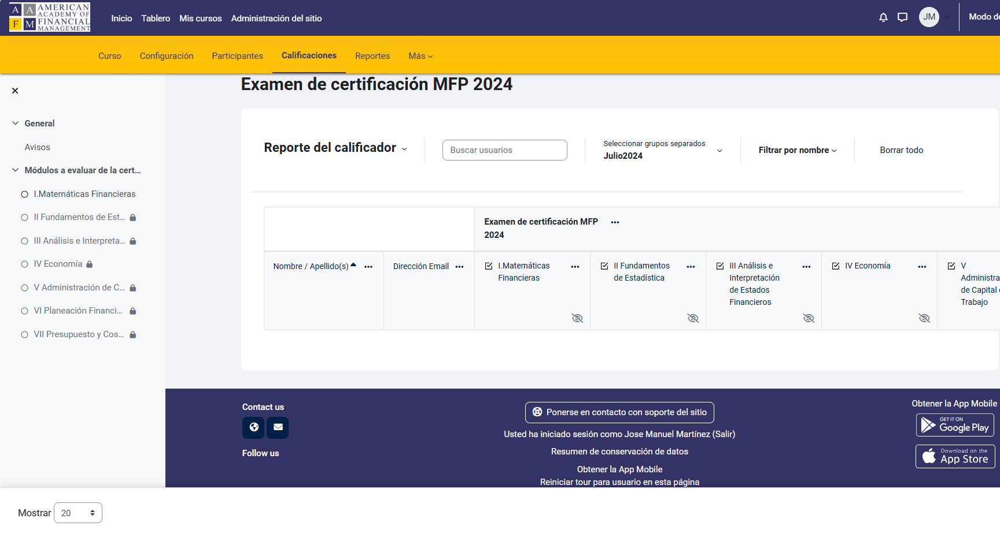 A A AMERICAN
ACADEMY OF
F M FINANCIAL
MANAGEMENT
Inicio Tablero Mis cursos Administración del sitio
JM
Modo de
Curso Configuración Participantes Calificaciones Reportes Más
Examen de certificación MFP 2024
General
Avisos
Módulos a evaluar de la cert...
I.Matemáticas Financieras
II Fundamentos de Est...
III Análisis e Interpreta...
IV Economía
V Administración de C...
VI Planeación Financi...
VII Presupuesto y Cos...
Reporte del calificador
Buscar usuarios
Seleccionar grupos separados
Julio2024
Filtrar por nombre
Borrar todo
Examen de certificación MFP
2024
Nombre / Apellido(s)
Dirección Email
I.Matemáticas
Financieras
II Fundamentos
de Estadística
III Análisis e
Interpretación
de Estados
Financieros
IV Economía
V
Administra
de Capital
Trabajo
Contact us
Follow us
Ponerse en contacto con soporte del sitio
Usted ha iniciado sesión como Jose Manuel Martínez (Salir)
Resumen de conservación de datos
Obtener la App Mobile
Reiniciar tour para usuario en esta página
Obtener la App Mobile
GET IT ON
Google Play
Download on the
App Store
Mostrar 20